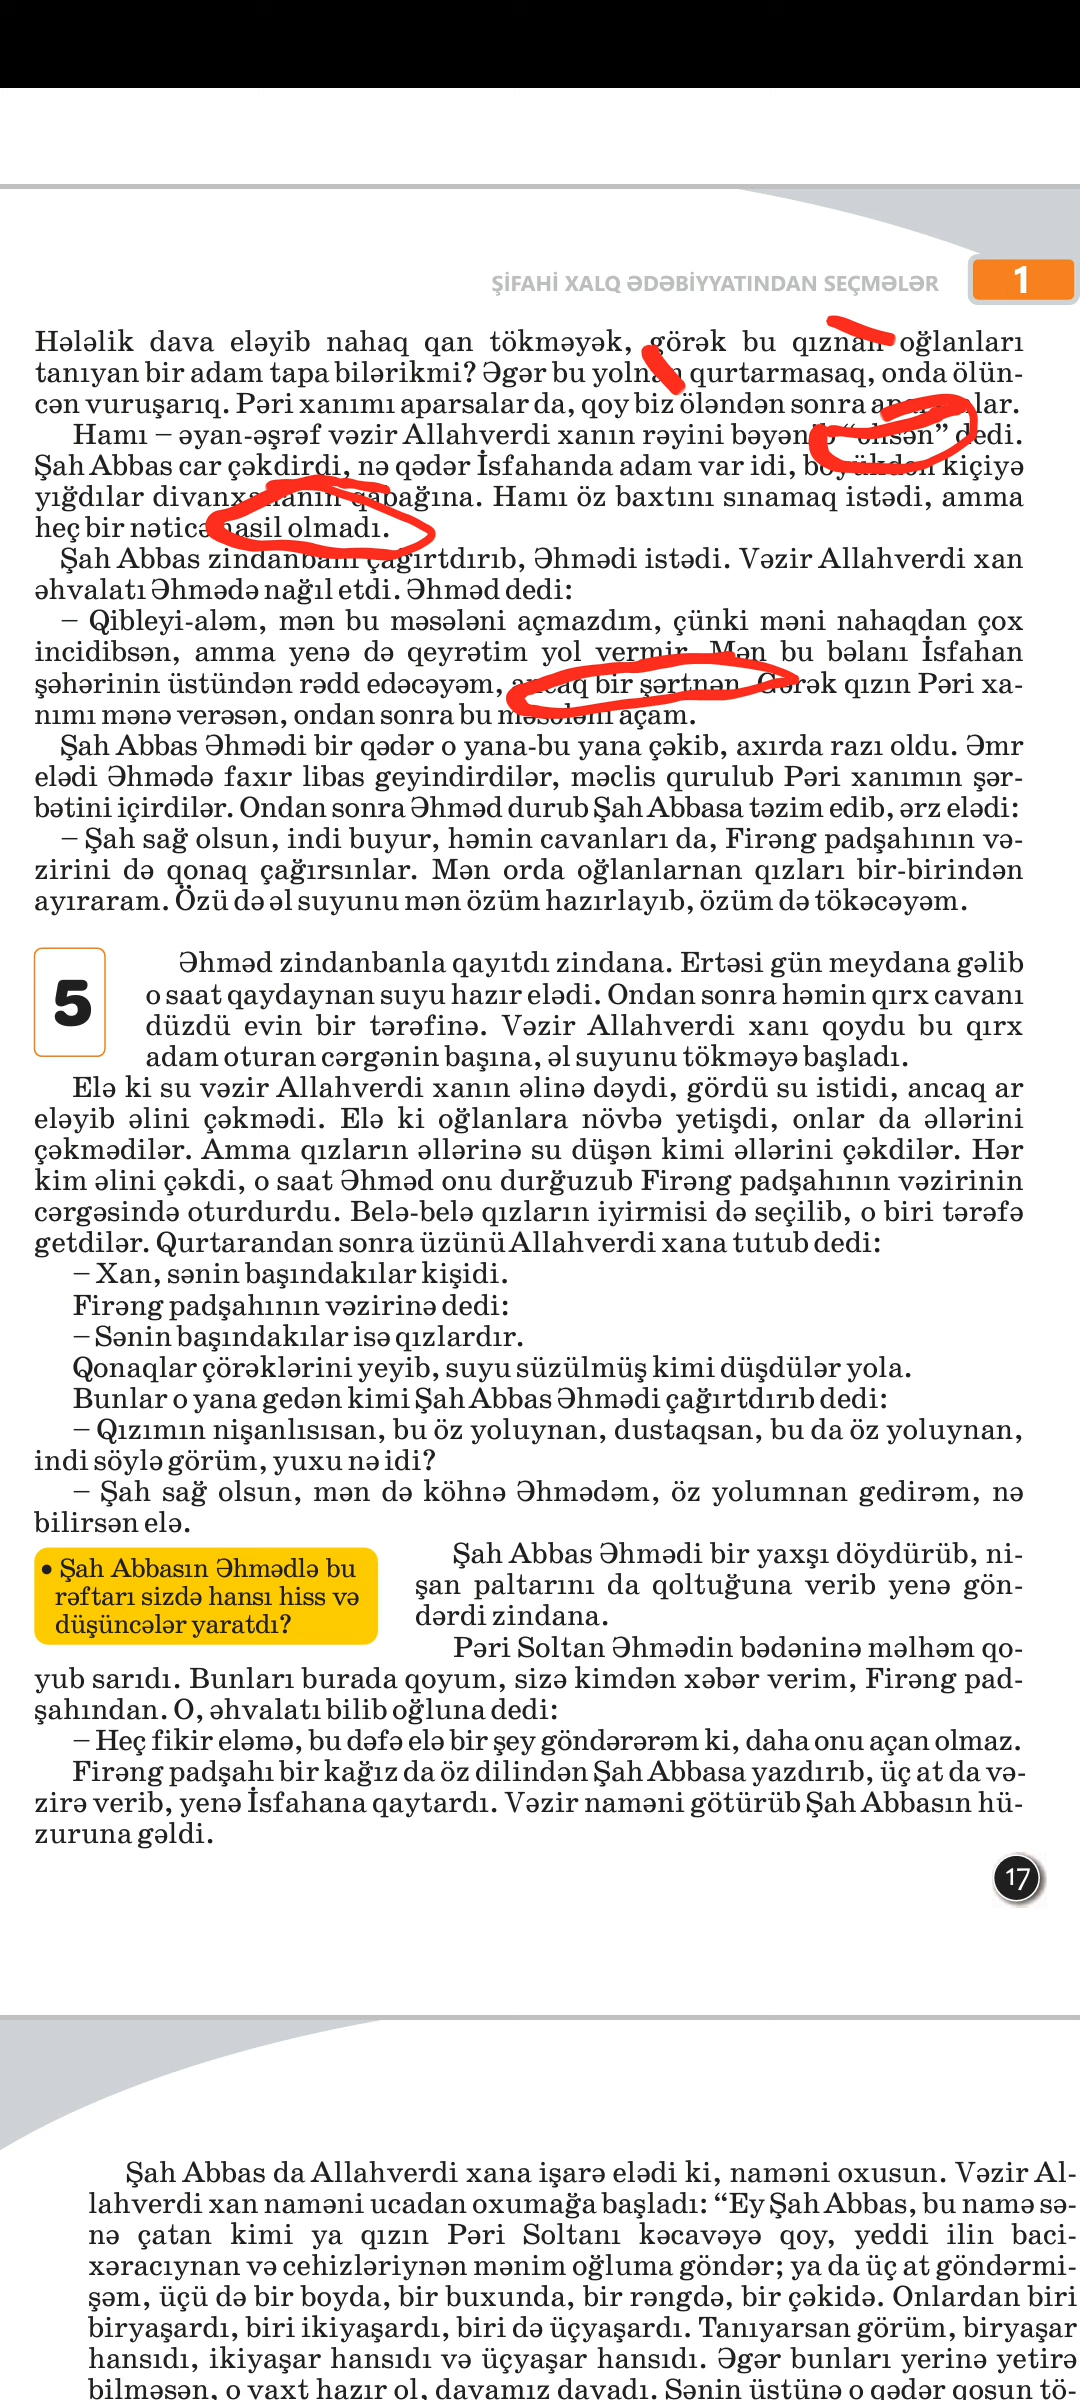 ŞİFAHİ XALQ ƏDƏBİYYATINDAN SEÇMƏLƏR 1
Hələlik dava eləyib nahaq qan tökməyək, görək bu qıznan oğlanları
tanıyan bir adam tapa bilərikmi? Əgər bu yolnan qurtarmasaq, onda ölün-
cən vuruşarıq. Pəri xanımı aparsalar da, qoy biz öləndən sonra aparsınlar.
Hamı – əyan-əşrəf vəzir Allahverdi xanın rəyini bəyənib “əhsən” dedi.
Şah Abbas car çəkdirdi, nə qədər İsfahanda adam var idi, böyükdən kiçiyə
yığdılar divanxananın qabağına. Hamı öz baxtını sınamaq istədi, amma
heç bir nəticə hasil olmadı.
Şah Abbas zindanbanı çağırtdırıb, Əhmədi istədi. Vəzir Allahverdi xan
əhvalatı Əhmədə nağıl etdi. Əhməd dedi:
– Qibleyi-aləm, mən bu məsələni açmazdım, çünki məni nahaqdan çox
incidibsən, amma yenə də qeyrətim yol vermir. Mən bu bəlanı İsfahan
şəhərinin üstündən rədd edəcəyəm, ancaq bir şərtnən. Gərək qızın Pəri xa-
nımı mənə verəsən, ondan sonra bu məsələni açam.
Şah Abbas Əhmədi bir qədər o yana-bu yana çəkib, axırda razı oldu. Əmr
elədi Əhmədə faxır libas geyindirdilər, məclis qurulub Pəri xanımın şər-
bətini içirdilər. Ondan sonra Əhməd durub Şah Abbasa təzim edib, ərz elədi:
– Şah sağ olsun, indi buyur, həmin cavanları da, Firəng padşahının və-
zirini də qonaq çağırsınlar. Mən orda oğlanlarnan qızları bir-birindən
ayıraram. Özü də əl suyunu mən özüm hazırlayıb, özüm də tökəcəyəm.
5
Əhməd zindanbanla qayıtdı zindana. Ertəsi gün meydana gəlib
o saat qaydaynan suyu hazır elədi. Ondan sonra həmin qırx cavanı
düzdü evin bir tərəfinə. Vəzir Allahverdi xanı qoydu bu qırx
adam oturan cərgənin başına, əl suyunu tökməyə başladı.
Elə ki su vəzir Allahverdi xanın əlinə dəydi, gördü su istidi, ancaq ar
eləyib əlini çəkmədi. Elə ki oğlanlara növbə yetişdi, onlar da əllərini
çəkmədilər. Amma qızların əllərinə su düşən kimi əllərini çəkdilər. Hər
kim əlini çəkdi, o saat Əhməd onu durğuzub Firəng padşahının vəzirinin
cərgəsində oturdurdu. Belə-belə qızların iyirmisi də seçilib, o biri tərəfə
getdilər. Qurtarandan sonra üzünü Allahverdi xana tutub dedi:
– Xan, sənin başındakılar kişidi.
Firəng padşahının vəzirinə dedi:
– Sənin başındakılar isə qızlardır.
Qonaqlar çörəklərini yeyib, suyu süzülmüş kimi düşdülər yola.
Bunlar o yana gedən kimi Şah Abbas Əhmədi çağırtdırıb dedi:
– Qızımın nişanlısısan, bu öz yoluynan, dustaqsan, bu da öz yoluynan,
indi söylə görüm, yuxu nə idi?
– Şah sağ olsun, mən də köhnə Əhmədəm, öz yolumnan gedirəm, nə
bilirsən elə.
• Şah Abbasın Əhmədlə bu
rəftarı sizdə hansı hiss və
düşüncələr yaratdı?
Şah Abbas Əhmədi bir yaxşı döydürüb, ni-
şan paltarını da qoltuğuna verib yenə gön-
dərdi zindana.
Pəri Soltan Əhmədin bədəninə məlhəm qo-
yub sarıdı. Bunları burada qoyum, sizə kimdən xəbər verim, Firəng pad-
şahından. O, əhvalatı bilib oğluna dedi:
– Heç fikir eləmə, bu dəfə elə bir şey göndərərəm ki, daha onu açan olmaz.
Firəng padşahı bir kağız da öz dilindən Şah Abbasa yazdırıb, üç at da və-
zirə verib, yenə İsfahana qaytardı. Vəzir naməni götürüb Şah Abbasın hü-
zuruna gəldi.
17
Şah Abbas da Allahverdi xana işarə elədi ki, naməni oxusun. Vəzir Al-
lahverdi xan naməni ucadan oxumağa başladı: “Ey Şah Abbas, bu namə sə-
nə çatan kimi ya qızın Pəri Soltanı kəcavəyə qoy, yeddi ilin baci-
xəracıynan və cehizləriynən mənim oğluma göndər; ya da üç at göndərmi-
şəm, üçü də bir boyda, bir buxunda, bir rəngdə, bir çəkidə. Onlardan biri
biryaşardı, biri ikiyaşardı, biri də üçyaşardı. Tanıyarsan görüm, biryaşar
hansıdı, ikiyaşar hansıdı və üçyaşar hansıdı. Əgər bunları yerinə yetirə
bilməsən, o vaxt hazır ol, davamız davadı. Sənin üstünə o qədər qoşun tö-